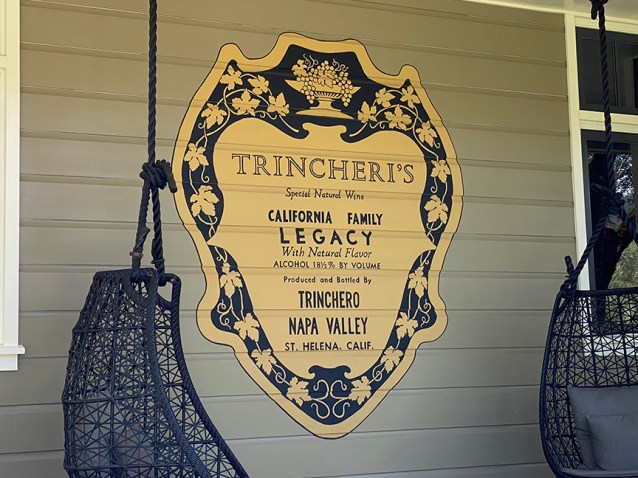 TRINCHERI'S
Special Natural Wine
CALIFORNIA FAMILY
LEGACY
With Natural Flavor
ALCOHOL 18½% BY VOLUME
Produced and Bottled By
TRINCHERO
NAPA VALLEY
ST. HELENA, CALIF.